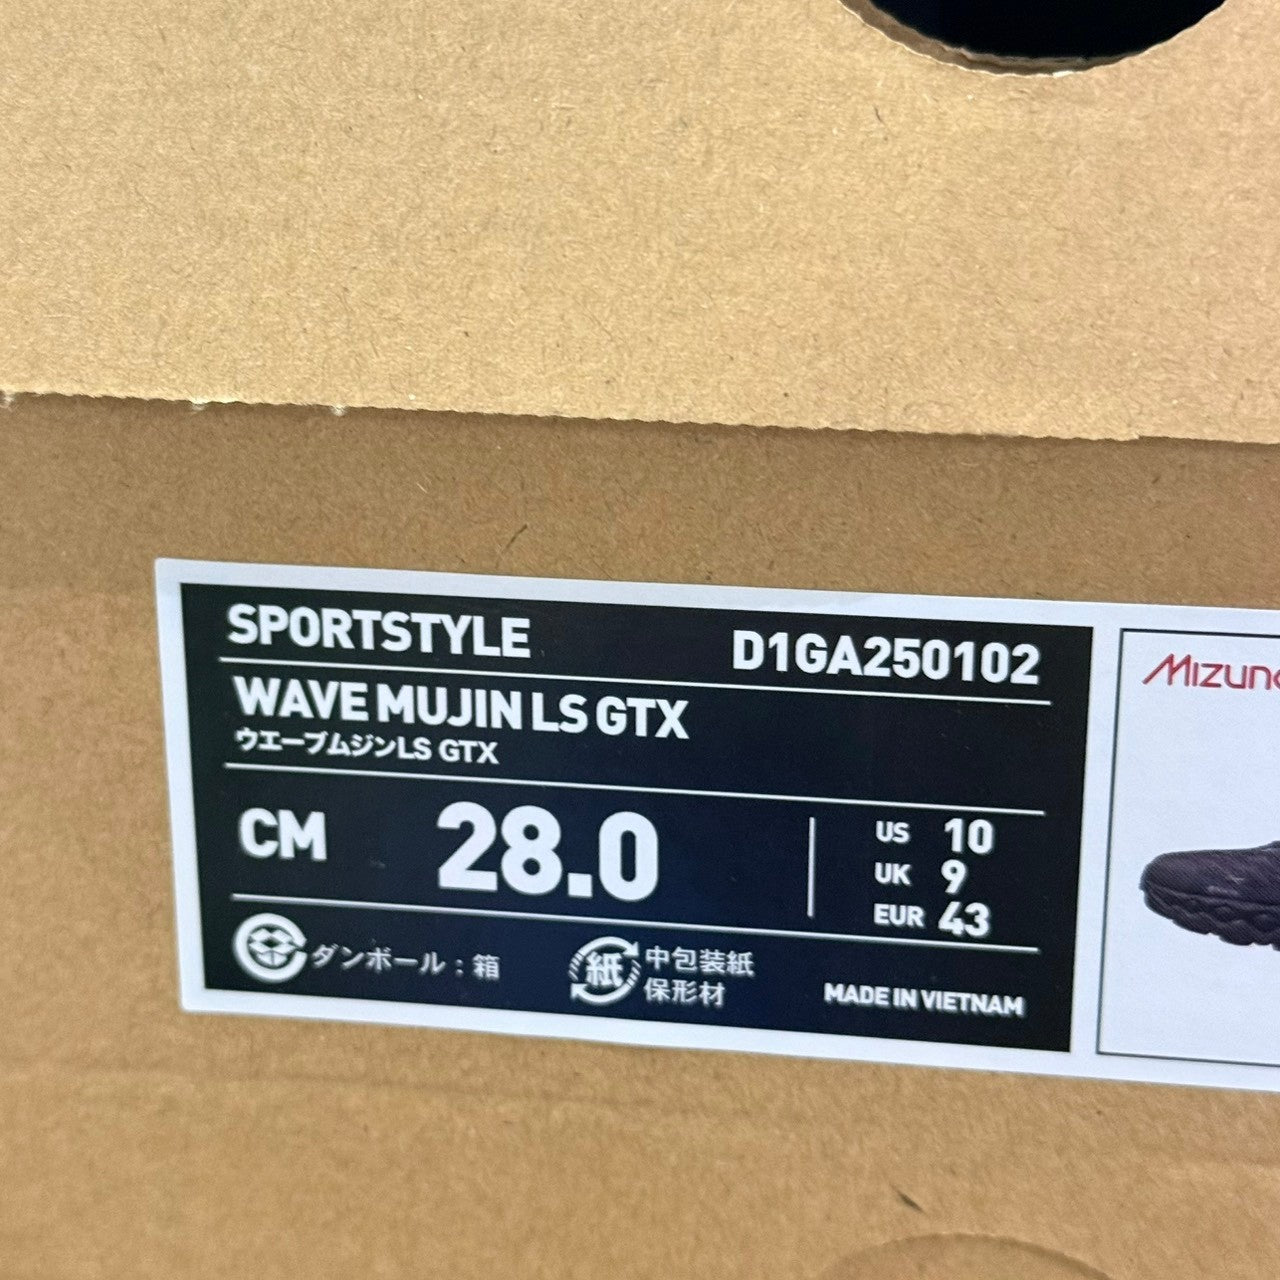 SPORTSTYLE D1GA250102
WAVE MUJIN LS GTX
ウエーブムジンLS GTX
CM 28.0
US 10
UK 9
EUR 43
ダンボール：箱
紙
中包装紙
保形材
MADE IN VIETNAM
MIZUNO